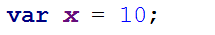 var x = 10;